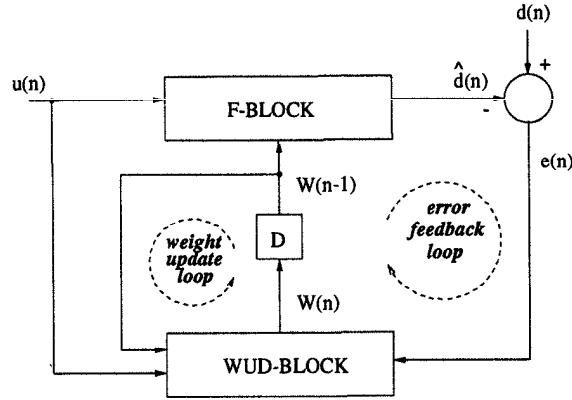 d(n)
+
u(n)
F-BLOCK
d̂(n)
-
e(n)
W(n-1)
weight
update
loop
D
error
feedback
loop
W(n)
WUD-BLOCK